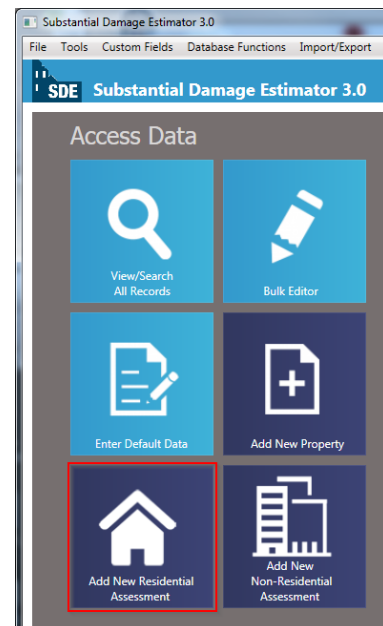 Substantial Damage Estimator 3.0
File Tools Custom Fields Database Functions Import/Export
SDE Substantial Damage Estimator 3.0
Access Data
View/Search
All Records
Bulk Editor
Enter Default Data
Add New Property
Add New Residential
Assessment
Add New
Non-Residential
Assessment